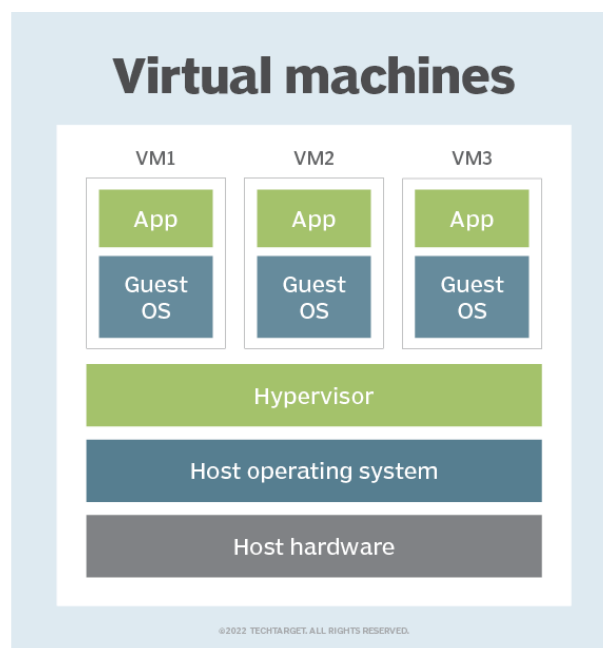 Virtual machines
VM1 VM2 VM3
App App App
Guest Guest Guest
OS OS OS
Hypervisor
Host operating system
Host hardware
©2022 TECHTARGET. ALL RIGHTS RESERVED.